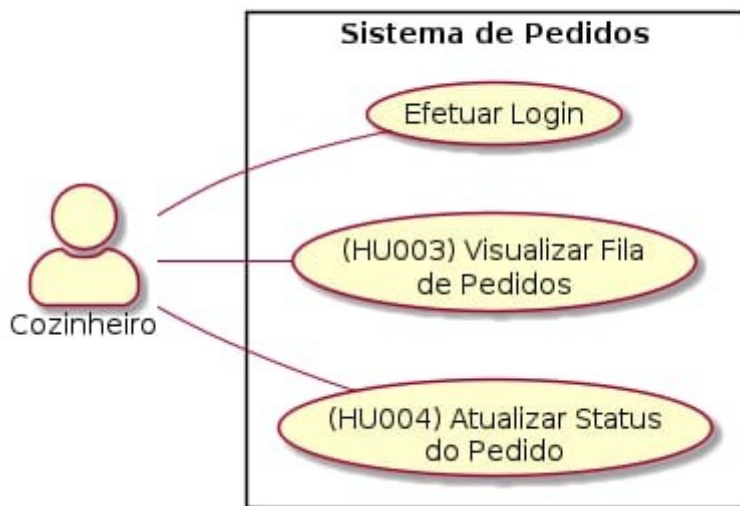 Sistema de Pedidos
Efetuar Login
(HU003) Visualizar Fila
de Pedidos
Cozinheiro
(HU004) Atualizar Status
do Pedido